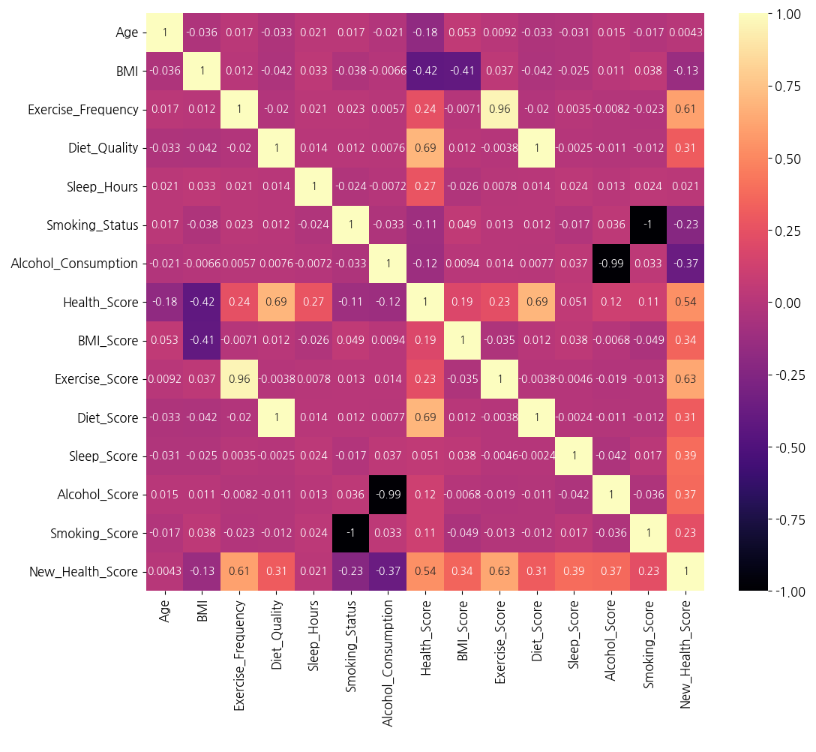 Age 1 -0.036 0.017 -0.033 0.021 0.017 -0.021 -0.18 0.053 0.0092 -0.033 -0.031 0.015 -0.017 0.0043
BMI -0.036 1 0.012 -0.042 0.033 -0.038 -0.0066 -0.42 -0.41 0.037 -0.042 -0.025 0.011 0.038 -0.13
Exercise_Frequency 0.017 0.012 1 -0.02 0.021 0.023 0.0057 0.24 -0.0071 0.96 -0.02 0.0035 -0.0082 -0.023 0.61
Diet_Quality -0.033 -0.042 -0.02 1 0.014 0.012 0.0076 0.69 0.012 -0.0038 1 -0.0025 -0.011 -0.012 0.31
Sleep_Hours 0.021 0.033 0.021 0.014 1 -0.024 -0.0072 0.27 -0.026 0.0078 0.014 0.024 0.013 0.024 0.021
Smoking_Status 0.017 -0.038 0.023 0.012 -0.024 1 -0.033 -0.11 0.049 0.013 0.012 -0.017 0.036 -1 -0.23
Alcohol_Consumption -0.021 -0.0066 0.0057 0.0076 -0.0072 -0.033 1 -0.12 0.0094 0.014 0.0077 0.037 -0.99 0.033 -0.37
Health_Score -0.18 -0.42 0.24 0.69 0.27 -0.11 -0.12 1 0.19 0.23 0.69 0.051 0.12 0.11 0.54
BMI_Score 0.053 -0.41 -0.0071 0.012 -0.026 0.049 0.0094 0.19 1 -0.035 0.012 0.038 -0.0068 -0.049 0.34
Exercise_Score 0.0092 0.037 0.96 -0.0038 0.0078 0.013 0.014 0.23 -0.035 1 -0.0038 -0.0046 -0.019 -0.013 0.63
Diet_Score -0.033 -0.042 -0.02 1 0.014 0.012 0.0077 0.69 0.012 -0.0038 1 -0.0024 -0.011 -0.012 0.31
Sleep_Score -0.031 -0.025 0.0035 -0.0025 0.024 -0.017 0.037 0.051 0.038 -0.0046 -0.0024 1 -0.042 0.017 0.39
Alcohol_Score 0.015 0.011 -0.0082 -0.011 0.013 0.036 -0.99 0.12 -0.0068 -0.019 -0.011 -0.042 1 -0.036 0.37
Smoking_Score -0.017 0.038 -0.023 -0.012 0.024 -1 0.033 0.11 -0.049 -0.013 -0.012 0.017 -0.036 1 0.23
New_Health_Score 0.0043 -0.13 0.61 0.31 0.021 -0.23 -0.37 0.54 0.34 0.63 0.31 0.39 0.37 0.23 1
Age
BMI
Exercise_Frequency
Diet_Quality
Sleep_Hours
Smoking_Status
Alcohol_Consumption
Health_Score
BMI_Score
Exercise_Score
Diet_Score
Sleep_Score
Alcohol_Score
Smoking_Score
New_Health_Score
1.00
0.75
0.50
0.25
0.00
-0.25
-0.50
-0.75
-1.00